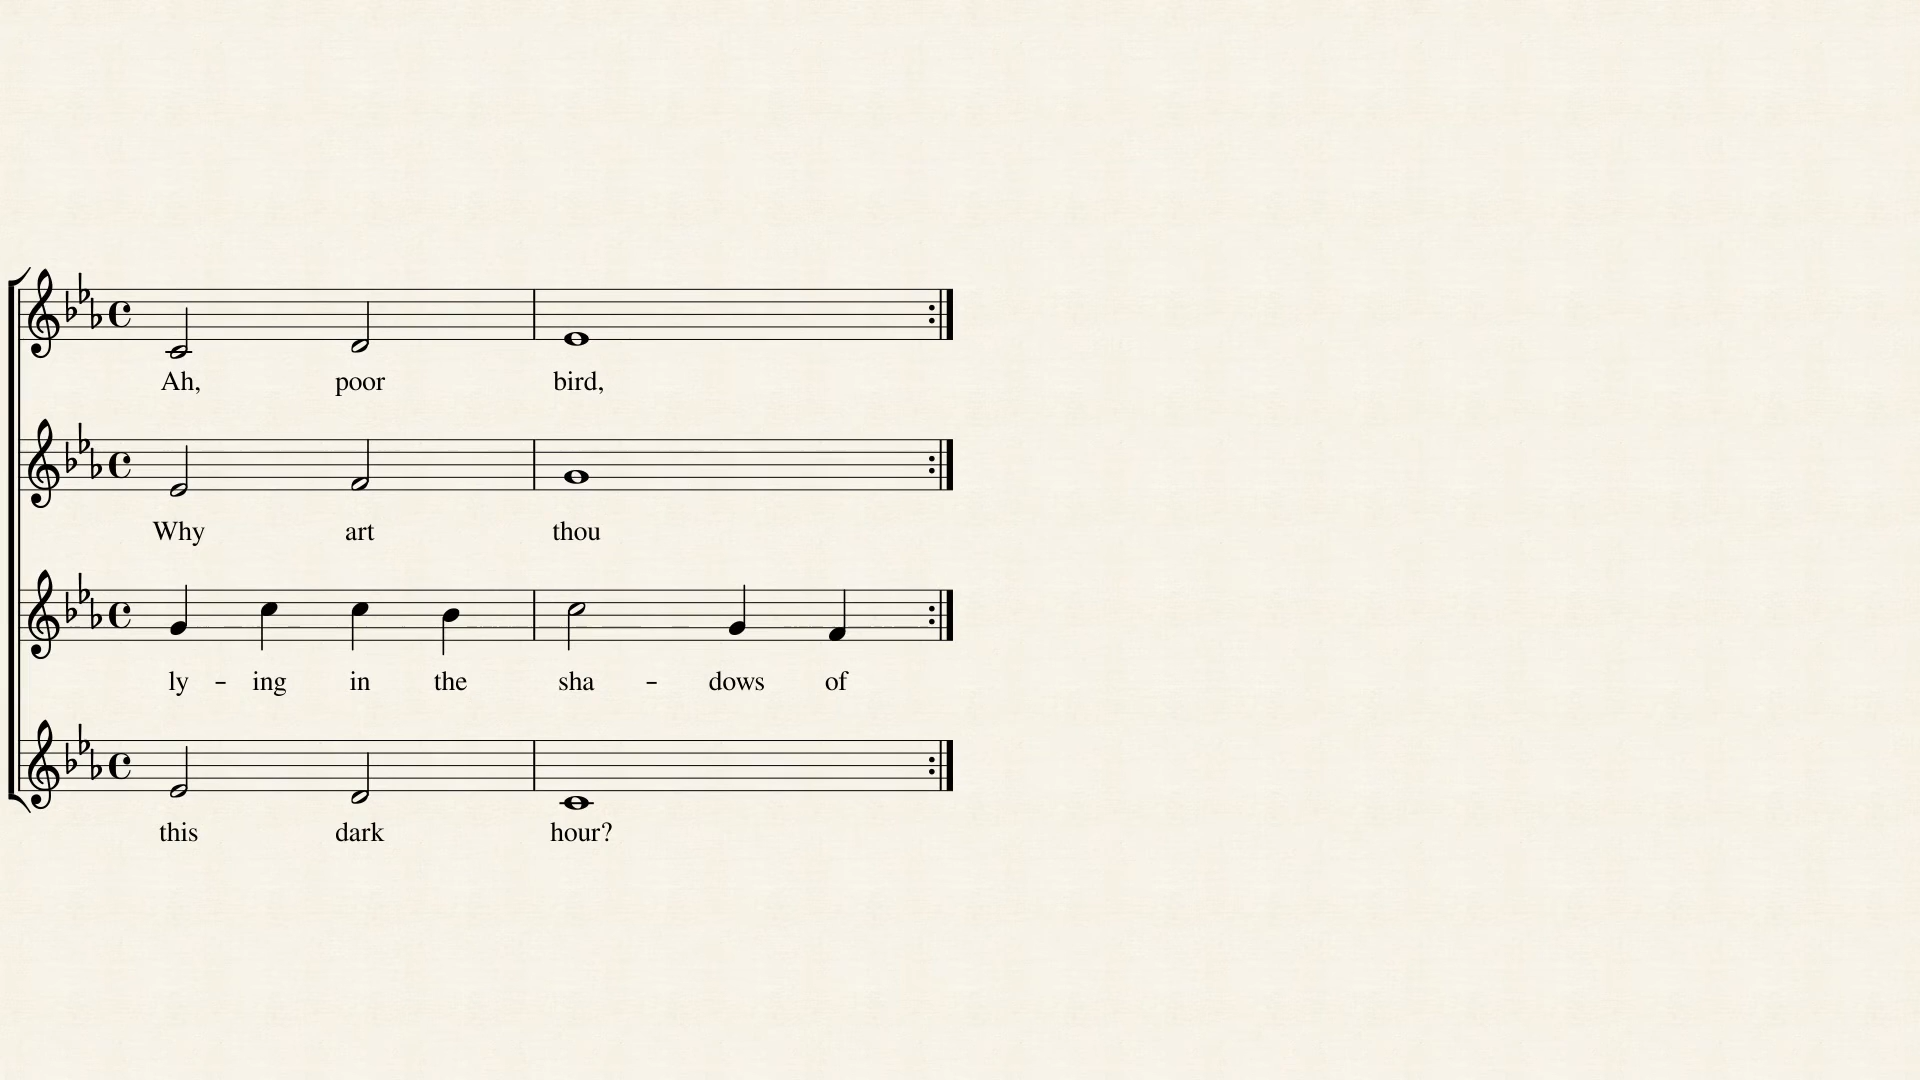 Ah, poor bird,
Why art thou
ly - ing in the sha - dows of
this dark hour?